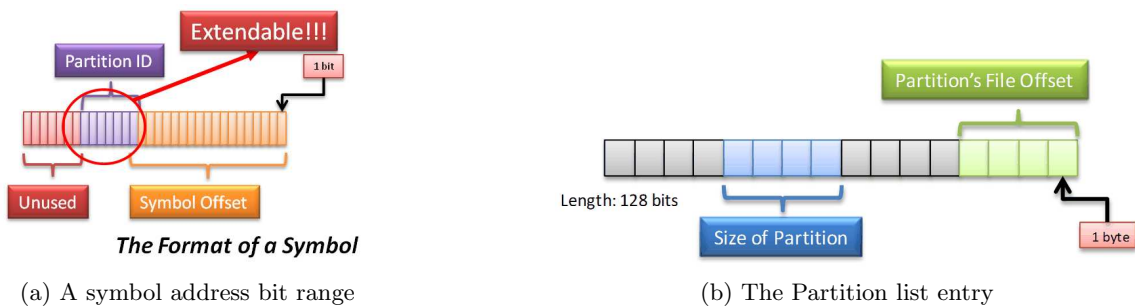 Extendable!!!
Partition ID
1 bit
Unused
Symbol Offset
The Format of a Symbol
(a) A symbol address bit range
Partition's File Offset
Length: 128 bits
Size of Partition
1 byte
(b) The Partition list entry